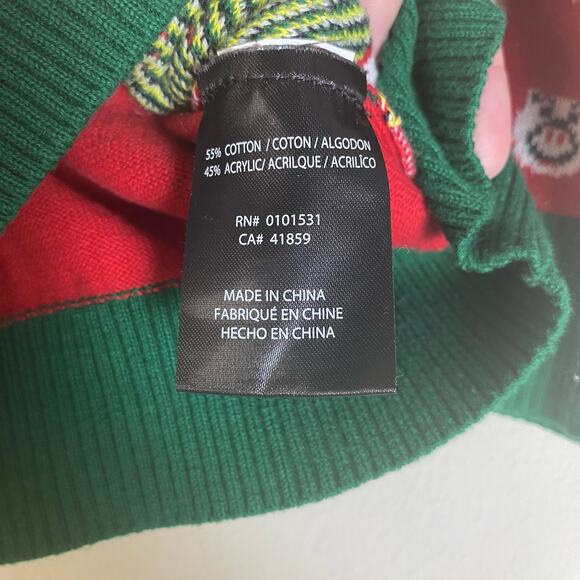 55% COTTON / COTON / ALGODON
45% ACRYLIC/ ACRILQUE / ACRILÍCO
RN# 0101531
CA# 41859
MADE IN CHINA
FABRIQUÉ EN CHINE
HECHO EN CHINA